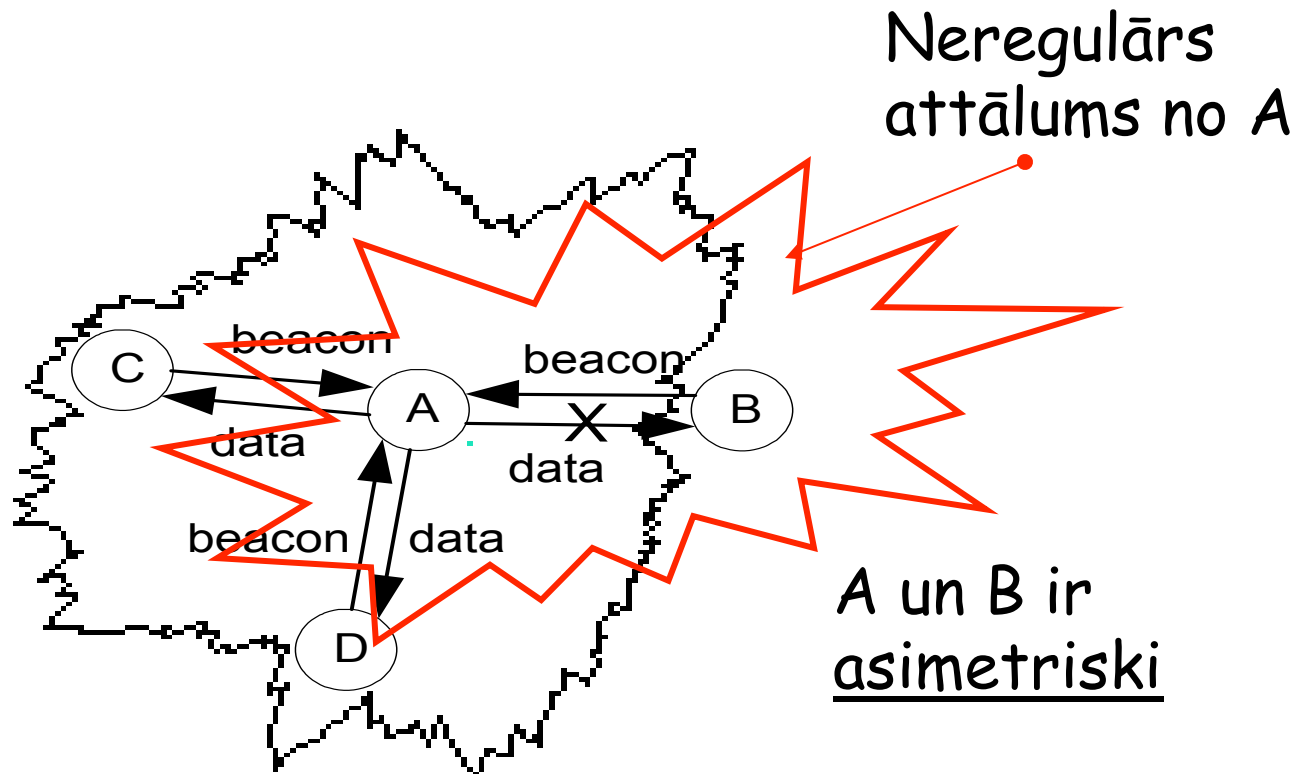 Neregulārs
attālums no A
beacon
beacon
C
A
B
X
data
data
beacon
data
D
A un B ir
asimetriski